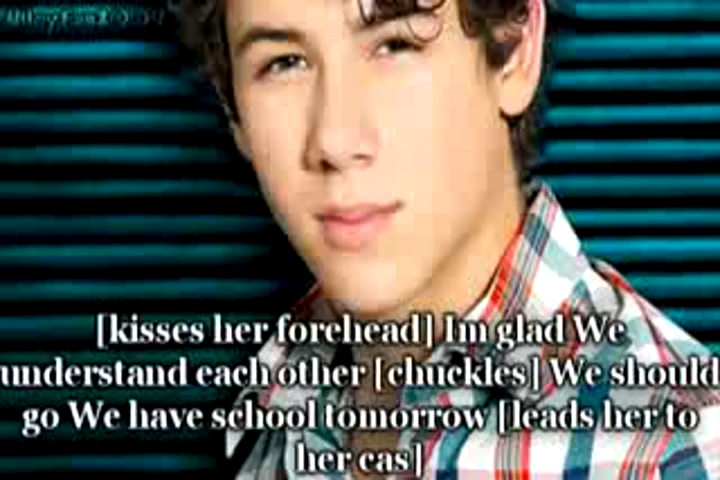 [kisses her forehead] Im glad We
understand each other [chuckles] We should
go We have school tomorrow [leads her to
her cas]